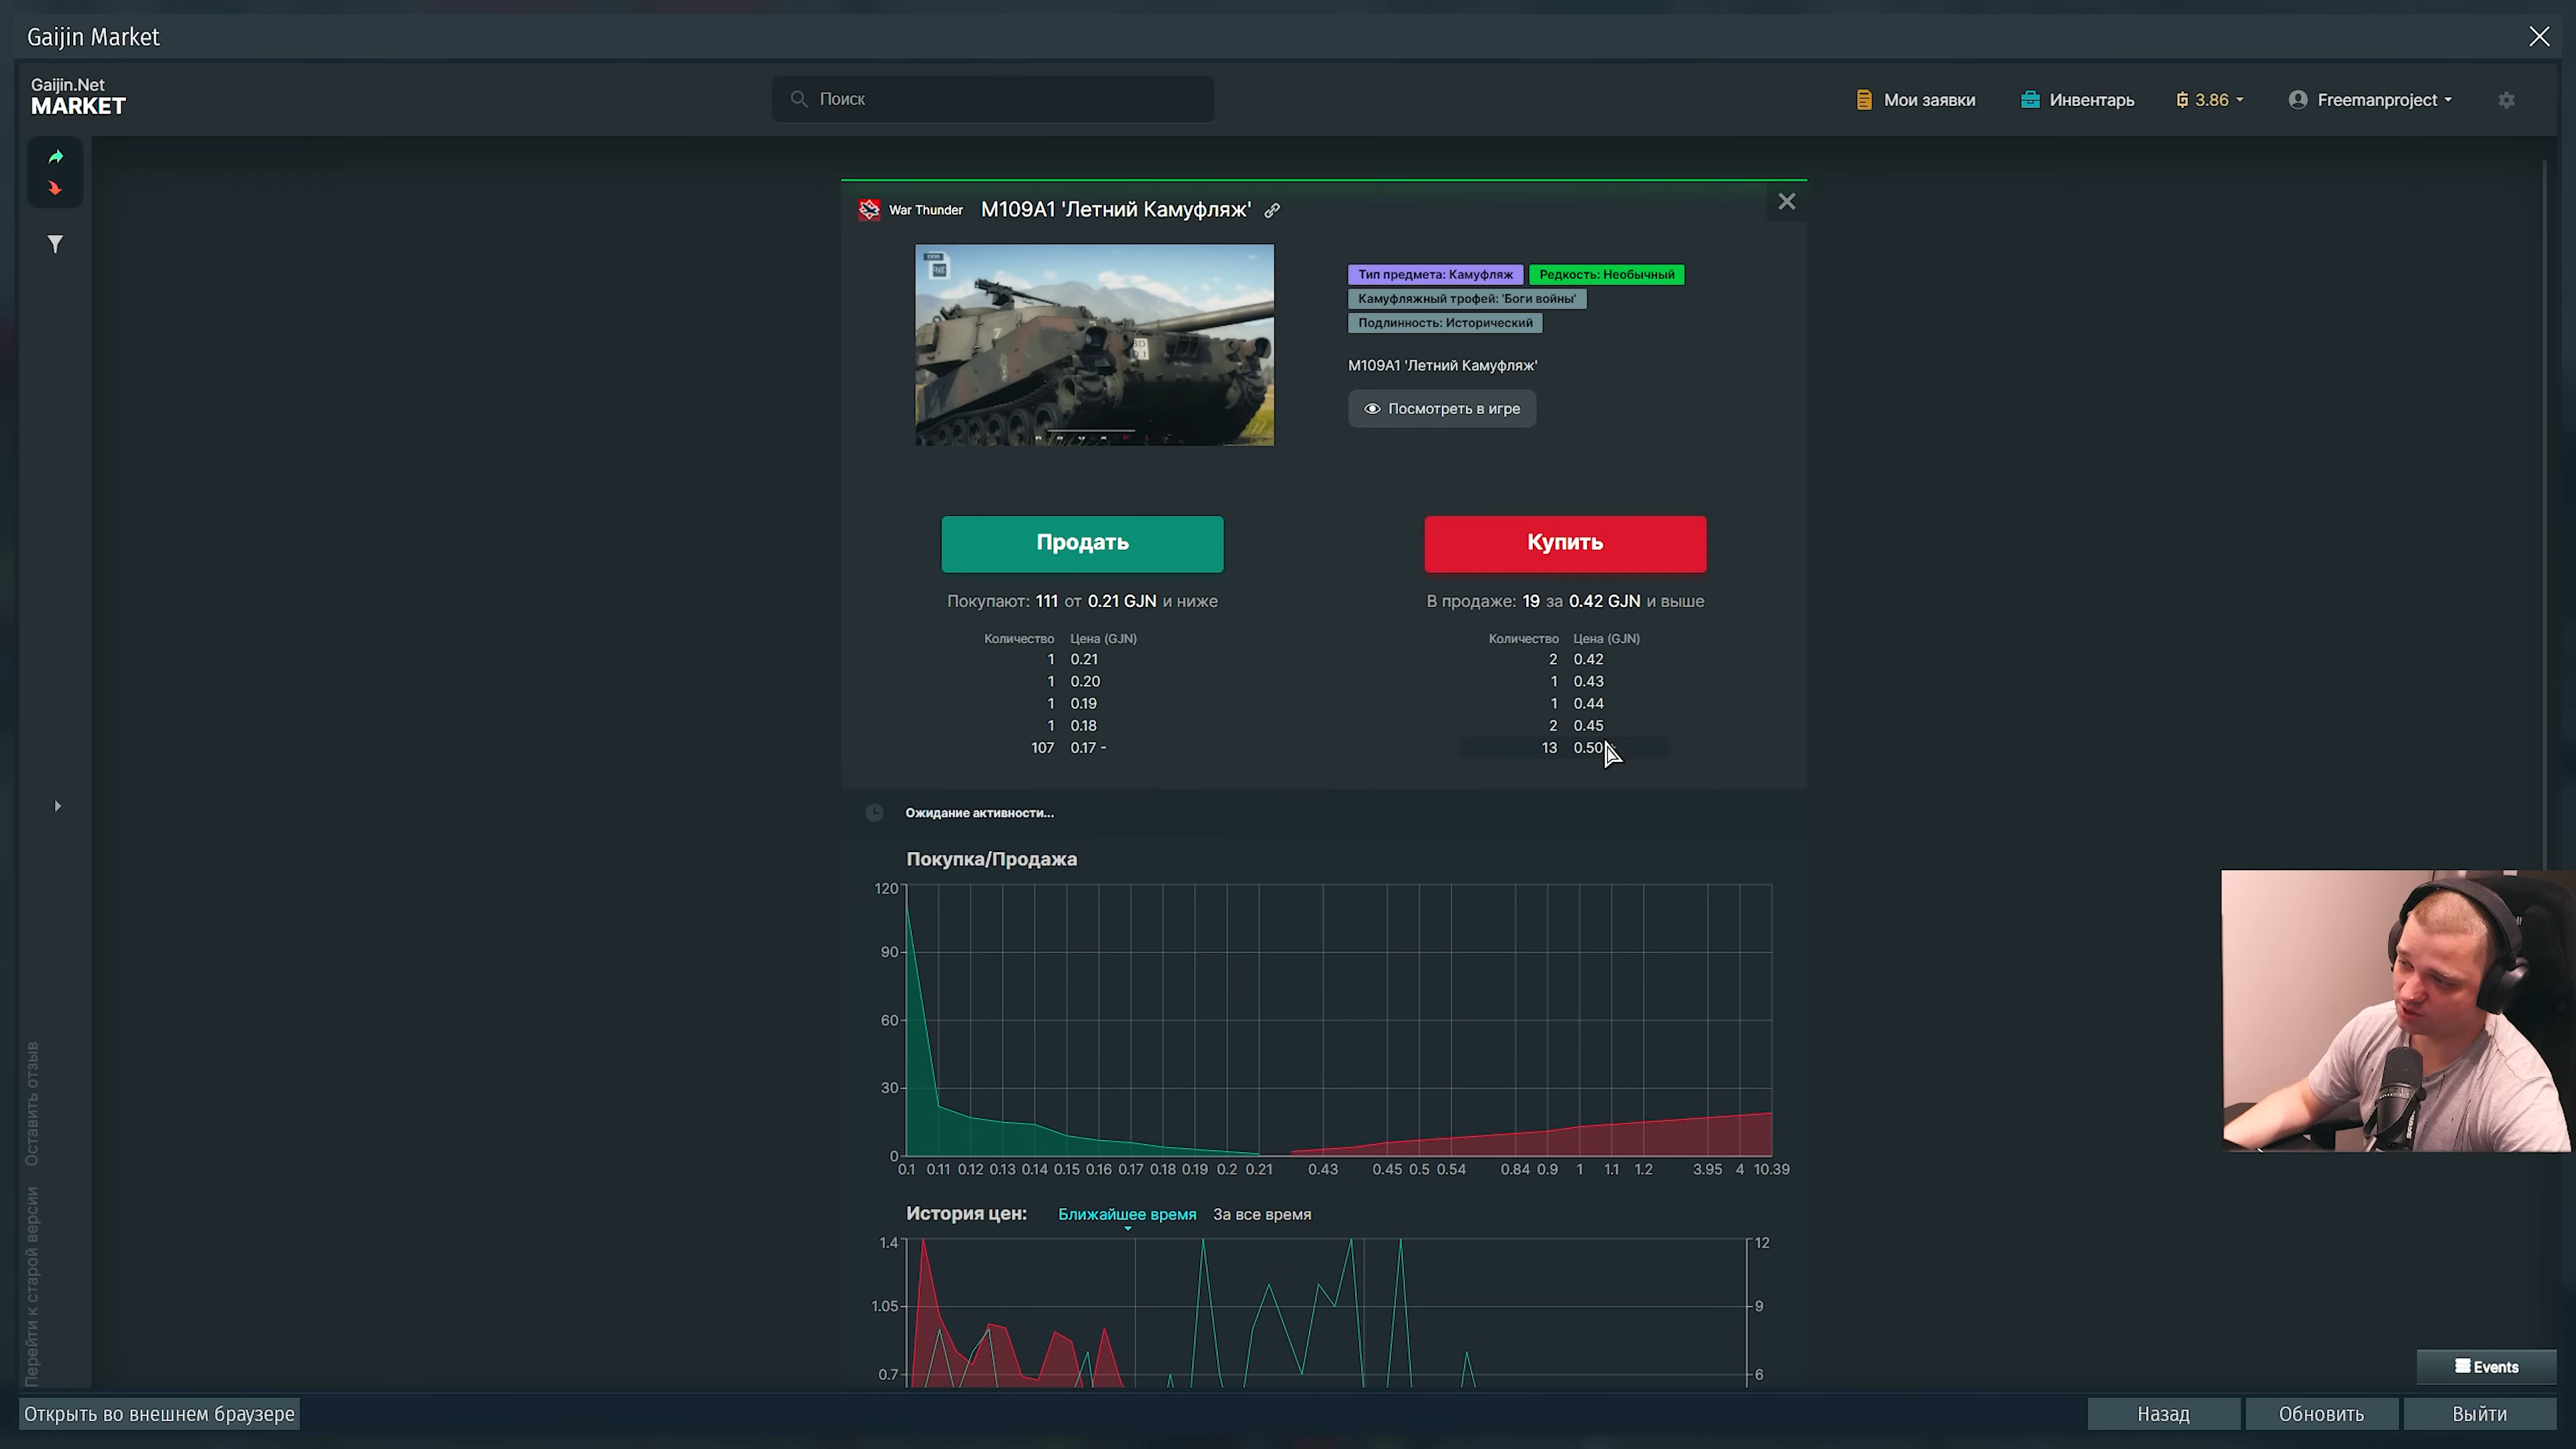 Gaijin Market
Gaijin.Net
MARKET
Поиск
Мои заявки
Инвентарь
3.86
Freemanproject
War Thunder
M109A1 'Летний Камуфляж'
Тип предмета: Камуфляж
Редкость: Необычный
Камуфляжный трофей: 'Боги войны'
Подлинность: Исторический
M109A1 'Летний Камуфляж'
Посмотреть в игре
Продать
Купить
Покупают: 111 от 0.21 GJN и ниже
В продаже: 19 за 0.42 GJN и выше
Количество Цена (GJN)
1 0.21
1 0.20
1 0.19
1 0.18
107 0.17 -
Количество Цена (GJN)
2 0.42
1 0.43
1 0.44
2 0.45
13 0.50
Ожидание активности...
Покупка/Продажа
120
90
60
30
0
0.1 0.11 0.12 0.13 0.14 0.15 0.16 0.17 0.18 0.19 0.2 0.21 0.43 0.45 0.5 0.54 0.84 0.9 1 1.1 1.2 3.95 4 10.39
История цен: Ближайшее время За все время
1.4
1.05
0.7
12
9
6
Оставить отзыв
Перейти к старой версии
Events
Открыть во внешнем браузере
Назад
Обновить
Выйти